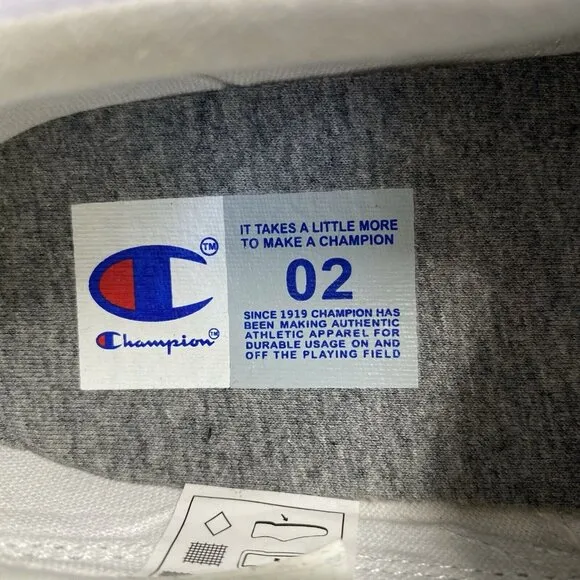 TM
Champion TM
IT TAKES A LITTLE MORE
TO MAKE A CHAMPION
02
SINCE 1919 CHAMPION HAS
BEEN MAKING AUTHENTIC
ATHLETIC APPAREL FOR
DURABLE USAGE ON AND
OFF THE PLAYING FIELD